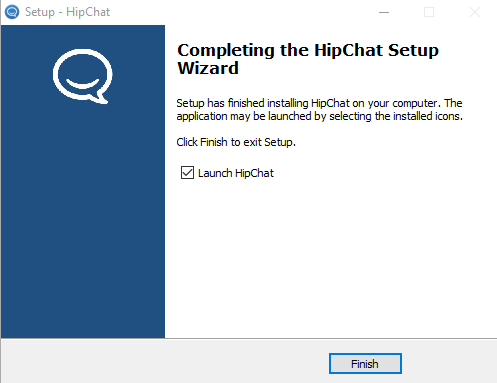 Setup - HipChat
Completing the HipChat Setup
Wizard
Setup has finished installing HipChat on your computer. The
application may be launched by selecting the installed icons.
Click Finish to exit Setup.
Launch HipChat
Finish